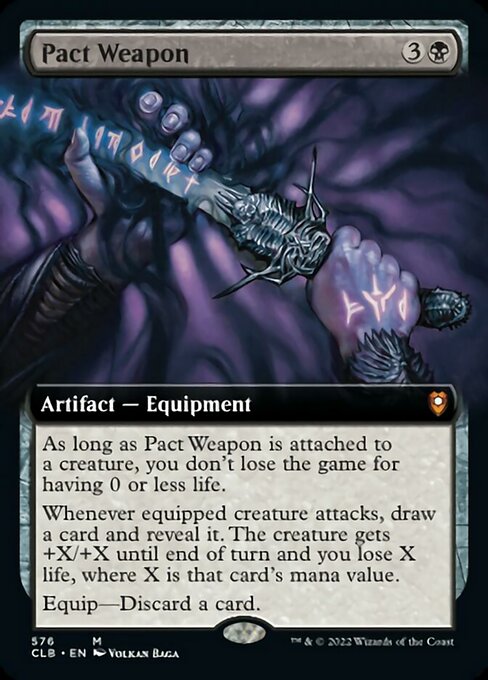 Pact Weapon 3
Artifact — Equipment
As long as Pact Weapon is attached to
a creature, you don't lose the game for
having 0 or less life.
Whenever equipped creature attacks, draw
a card and reveal it. The creature gets
+X/+X until end of turn and you lose X
life, where X is that card's mana value.
Equip—Discard a card.
576 M
CLB • EN Volkan Baga
™ & © 2022 Wizards of the Coast